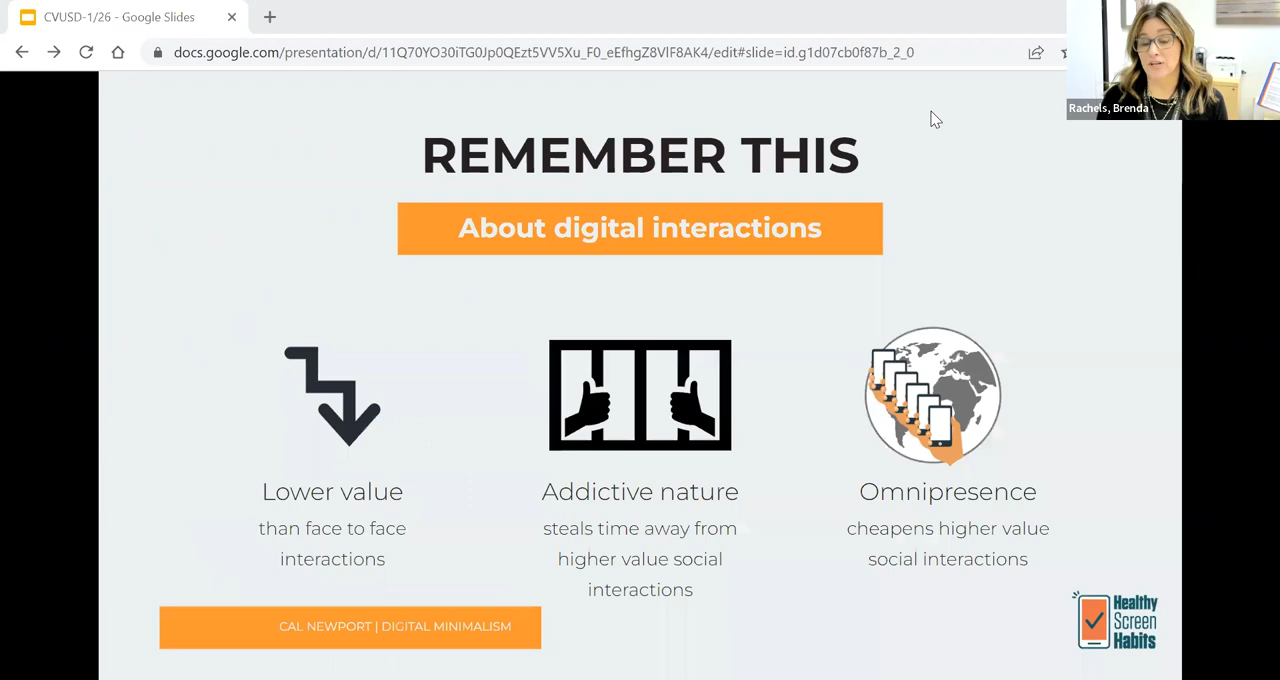 CVUSD-1/26 - Google Slides
docs.google.com/presentation/d/11Q70YO30iTG0Jp0QEzt5VV5Xu_F0_eEfhgZ8VlF8AK4/edit#slide=id.g1d07cb0f87b_2_0
Rachels, Brenda
REMEMBER THIS
About digital interactions
Lower value
than face to face
interactions
Addictive nature
steals time away from
higher value social
interactions
Omnipresence
cheapens higher value
social interactions
CAL NEWPORT | DIGITAL MINIMALISM
Healthy
Screen
Habits